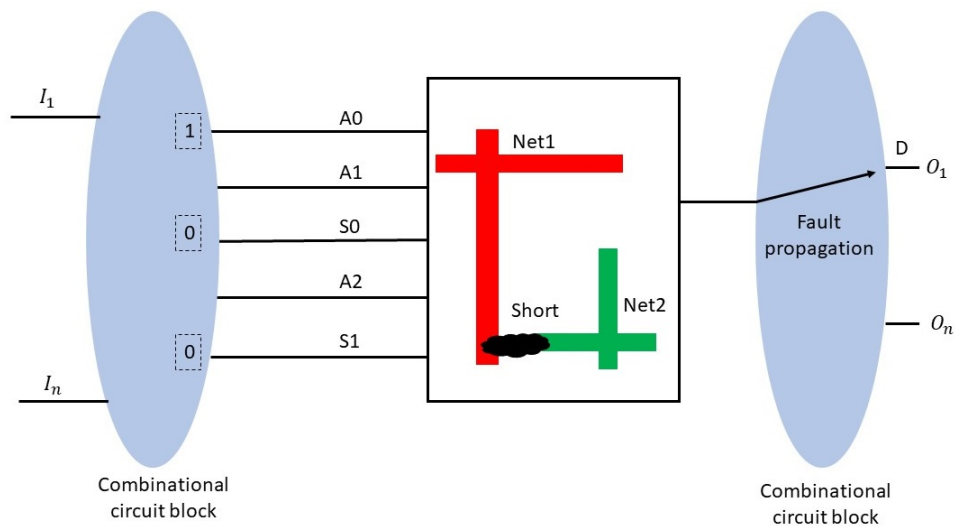 I₁
1
A0
Net1
A1
D
O₁
0
S0
Fault
propagation
A2
Short
Net2
Oₙ
0
S1
Iₙ
Combinational
circuit block
Combinational
circuit block